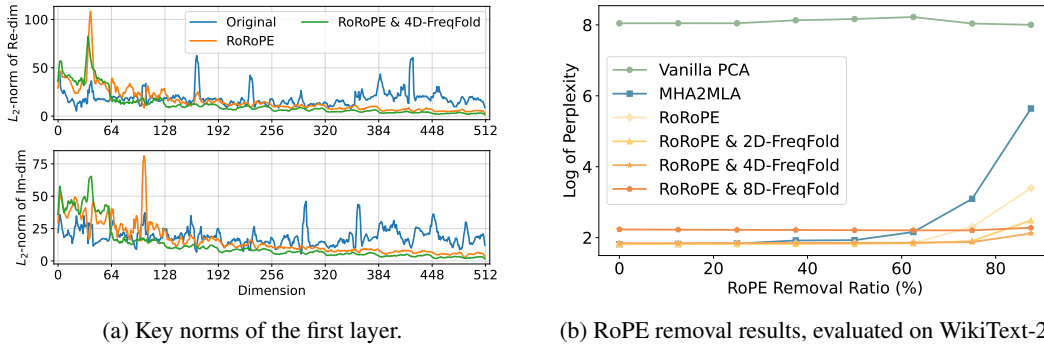 Original
RoRoPE
RoRoPE & 4D-FreqFold
L₂-norm of Re-dim
100
50
0
0 64 128 192 256 320 384 448 512
L₂-norm of Im-dim
75
50
25
0
0 64 128 192 256 320 384 448 512
Dimension
(a) Key norms of the first layer.
Log of Perplexity
8
6
4
2
Vanilla PCA
MHA2MLA
RoRoPE
RoRoPE & 2D-FreqFold
RoRoPE & 4D-FreqFold
RoRoPE & 8D-FreqFold
0 20 40 60 80
RoPE Removal Ratio (%)
(b) RoPE removal results, evaluated on WikiText-2